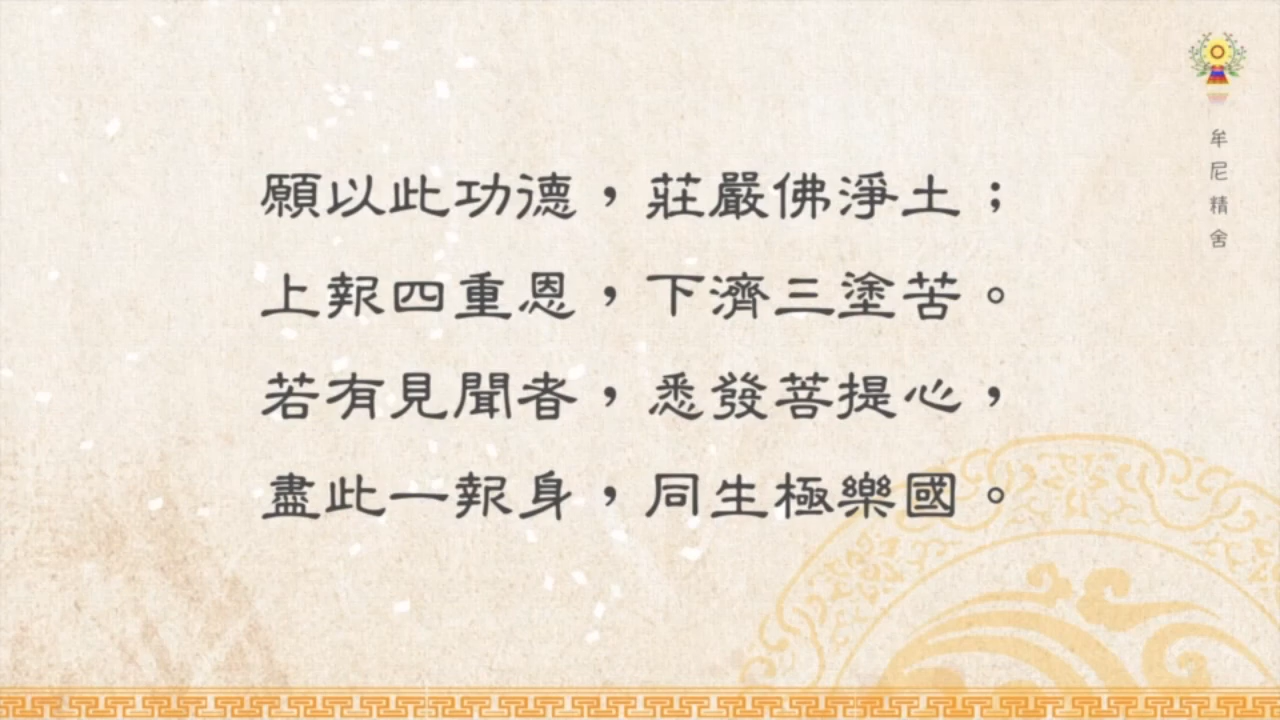 願以此功德，莊嚴佛淨土；
上報四重恩，下濟三塗苦。
若有見聞者，悉發菩提心，
盡此一報身，同生極樂國。
牟尼精舍